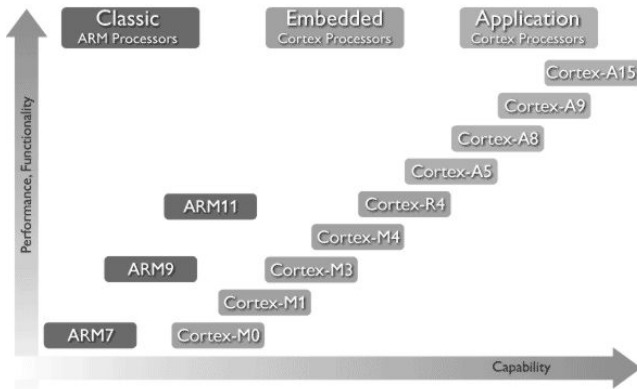 Classic
ARM Processors
Embedded
Cortex Processors
Application
Cortex Processors
Cortex-A15
Cortex-A9
Cortex-A8
Cortex-A5
ARM11
Cortex-R4
Cortex-M4
ARM9
Cortex-M3
Cortex-M1
ARM7
Cortex-M0
Performance, Functionality
Capability